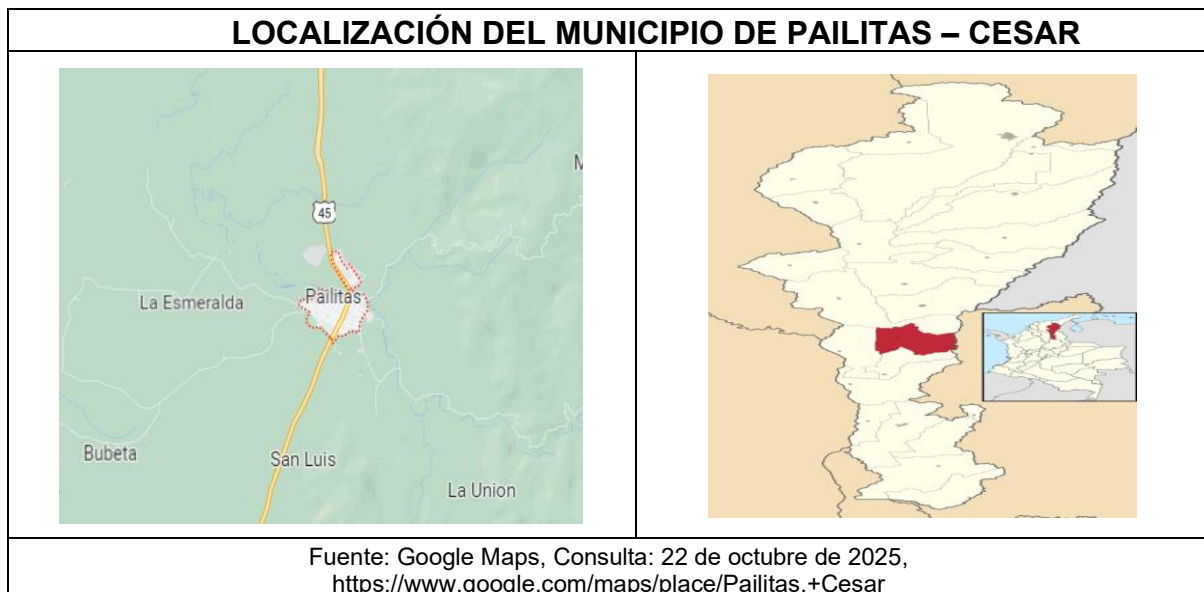 LOCALIZACIÓN DEL MUNICIPIO DE PAILITAS – CESAR
45
Pailitas
La Esmeralda
Bubeta
San Luis
La Union
Fuente: Google Maps, Consulta: 22 de octubre de 2025,
https://www.google.com/maps/place/Pailitas,+Cesar